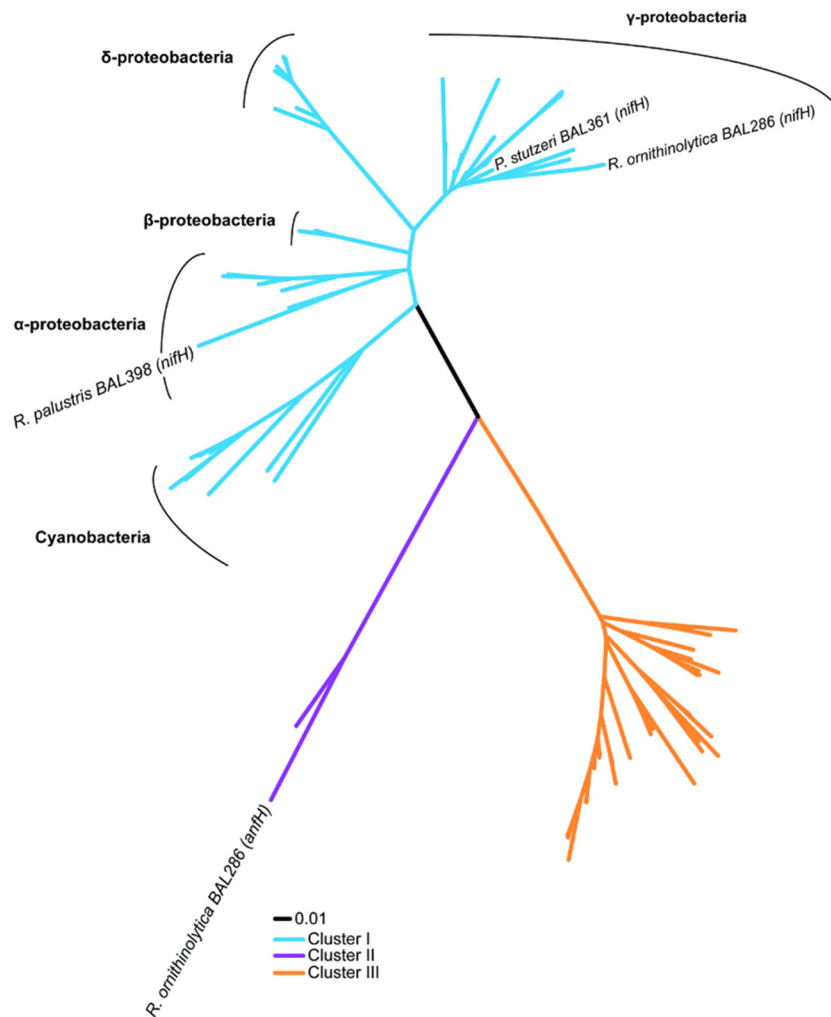 γ-proteobacteria
δ-proteobacteria
P. stutzeri BAL361 (nifH)
R. ornithinolytica BAL286 (nifH)
β-proteobacteria
α-proteobacteria
R. palustris BAL398 (nifH)
Cyanobacteria
R. ornithinolytica BAL286 (anfH)
0.01
Cluster I
Cluster II
Cluster III